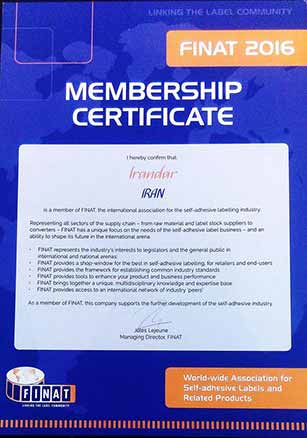 LINKING THE LABEL COMMUNITY
FINAT 2016
MEMBERSHIP
CERTIFICATE
I hereby confirm that
Irandar
IRAN
is a member of FINAT, the international association for the self-adhesive labelling industry.
Representing all sectors of the supply chain – from raw material and label stock suppliers to
converters – FINAT has a unique focus on the needs of the self-adhesive label business – and an
ability to shape its future in the international arena
• FINAT represents the industry's interests to legislators and the general public in
international and national arenas
• FINAT provides a shop-window for the best in self-adhesive labelling, for retailers and end-users
• FINAT provides the framework for establishing common industry standards
• FINAT provides tools to enhance your product and business performance
• FINAT brings together a unique, multidisciplinary knowledge and expertise base
• FINAT provides access to an international network of industry 'peers'
As a member of FINAT, this company supports the further development of the self-adhesive industry.
Jules Lejeune
Managing Director, FINAT
FINAT
LINKING THE LABEL COMMUNITY
World-wide Association for
Self-adhesive Labels and
Related Products